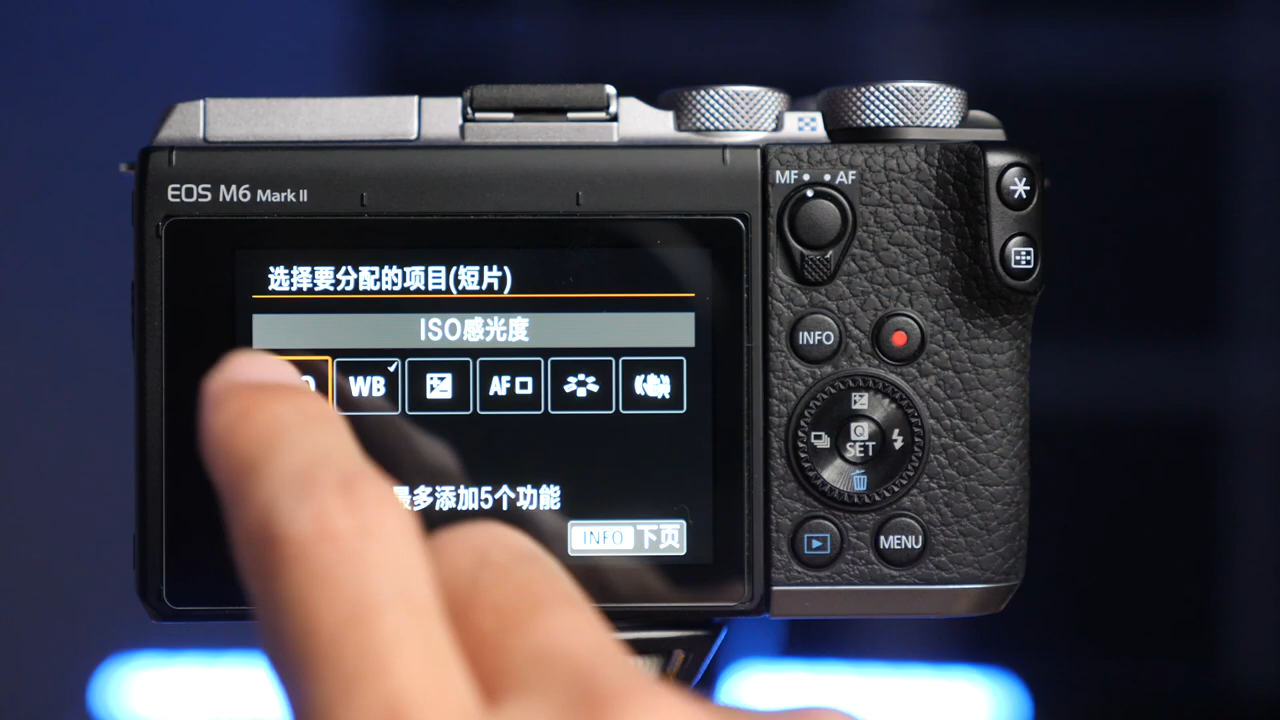 EOS M6 Mark II
MF AF
选择要分配的项目(短片)
ISO感光度
WB AF
最多添加5个功能
INFO 下页
INFO
Q
SET
MENU